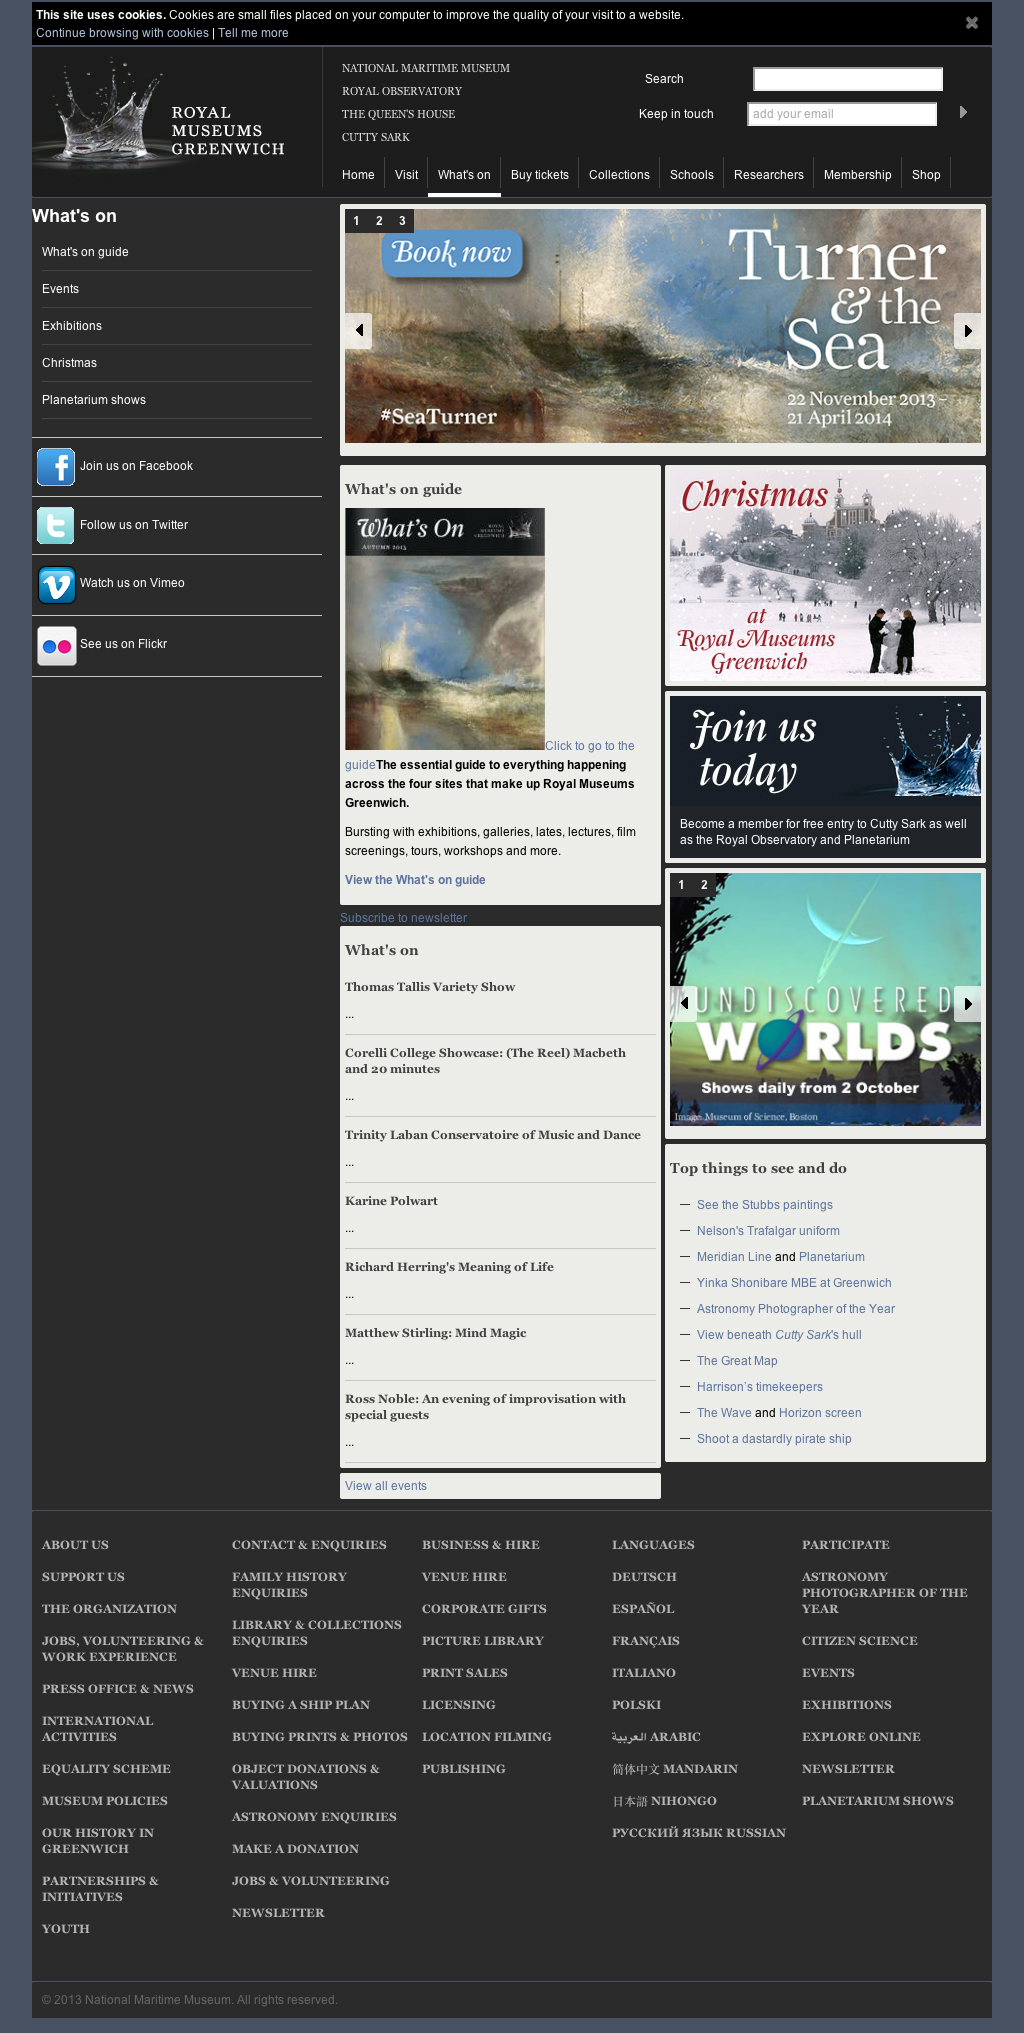 This site uses cookies. Cookies are small files placed on your computer to improve the quality of your visit to a website.
Continue browsing with cookies | Tell me more
ROYAL
MUSEUMS
GREENWICH
NATIONAL MARITIME MUSEUM
ROYAL OBSERVATORY
THE QUEEN'S HOUSE
CUTTY SARK
Search
Keep in touch
add your email
Home
Visit
What's on
Buy tickets
Collections
Schools
Researchers
Membership
Shop
What's on
What's on guide
Events
Exhibitions
Christmas
Planetarium shows
Join us on Facebook
Follow us on Twitter
Watch us on Vimeo
See us on Flickr
1 2 3
Book now
Turner
& the
Sea
22 November 2013 –
21 April 2014
#SeaTurner
What's on guide
What's On
AUTUMN 2013
ROYAL
MUSEUMS
GREENWICH
Click to go to the
guideThe essential guide to everything happening
across the four sites that make up Royal Museums
Greenwich.
Bursting with exhibitions, galleries, lates, lectures, film
screenings, tours, workshops and more.
View the What's on guide
Subscribe to newsletter
What's on
Thomas Tallis Variety Show
...
Corelli College Showcase: (The Reel) Macbeth
and 20 minutes
...
Trinity Laban Conservatoire of Music and Dance
...
Karine Polwart
...
Richard Herring's Meaning of Life
...
Matthew Stirling: Mind Magic
...
Ross Noble: An evening of improvisation with
special guests
...
View all events
Christmas
at
Royal Museums
Greenwich
Join us
today
Become a member for free entry to Cutty Sark as well
as the Royal Observatory and Planetarium
1 2
UNDISCOVERED
WORLDS
Shows daily from 2 October
Image: Museum of Science, Boston
Top things to see and do
— See the Stubbs paintings
— Nelson's Trafalgar uniform
— Meridian Line and Planetarium
— Yinka Shonibare MBE at Greenwich
— Astronomy Photographer of the Year
— View beneath Cutty Sark's hull
— The Great Map
— Harrison's timekeepers
— The Wave and Horizon screen
— Shoot a dastardly pirate ship
ABOUT US
SUPPORT US
THE ORGANIZATION
JOBS, VOLUNTEERING &
WORK EXPERIENCE
PRESS OFFICE & NEWS
INTERNATIONAL
ACTIVITIES
EQUALITY SCHEME
MUSEUM POLICIES
OUR HISTORY IN
GREENWICH
PARTNERSHIPS &
INITIATIVES
YOUTH
CONTACT & ENQUIRIES
FAMILY HISTORY
ENQUIRIES
LIBRARY & COLLECTIONS
ENQUIRIES
VENUE HIRE
BUYING A SHIP PLAN
BUYING PRINTS & PHOTOS
OBJECT DONATIONS &
VALUATIONS
ASTRONOMY ENQUIRIES
MAKE A DONATION
JOBS & VOLUNTEERING
NEWSLETTER
BUSINESS & HIRE
VENUE HIRE
CORPORATE GIFTS
PICTURE LIBRARY
PRINT SALES
LICENSING
LOCATION FILMING
PUBLISHING
LANGUAGES
DEUTSCH
ESPAÑOL
FRANÇAIS
ITALIANO
POLSKI
العربية ARABIC
简体中文 MANDARIN
日本語 NIHONGO
РУССКИЙ ЯЗЫК RUSSIAN
PARTICIPATE
ASTRONOMY
PHOTOGRAPHER OF THE
YEAR
CITIZEN SCIENCE
EVENTS
EXHIBITIONS
EXPLORE ONLINE
NEWSLETTER
PLANETARIUM SHOWS
© 2013 National Maritime Museum. All rights reserved.